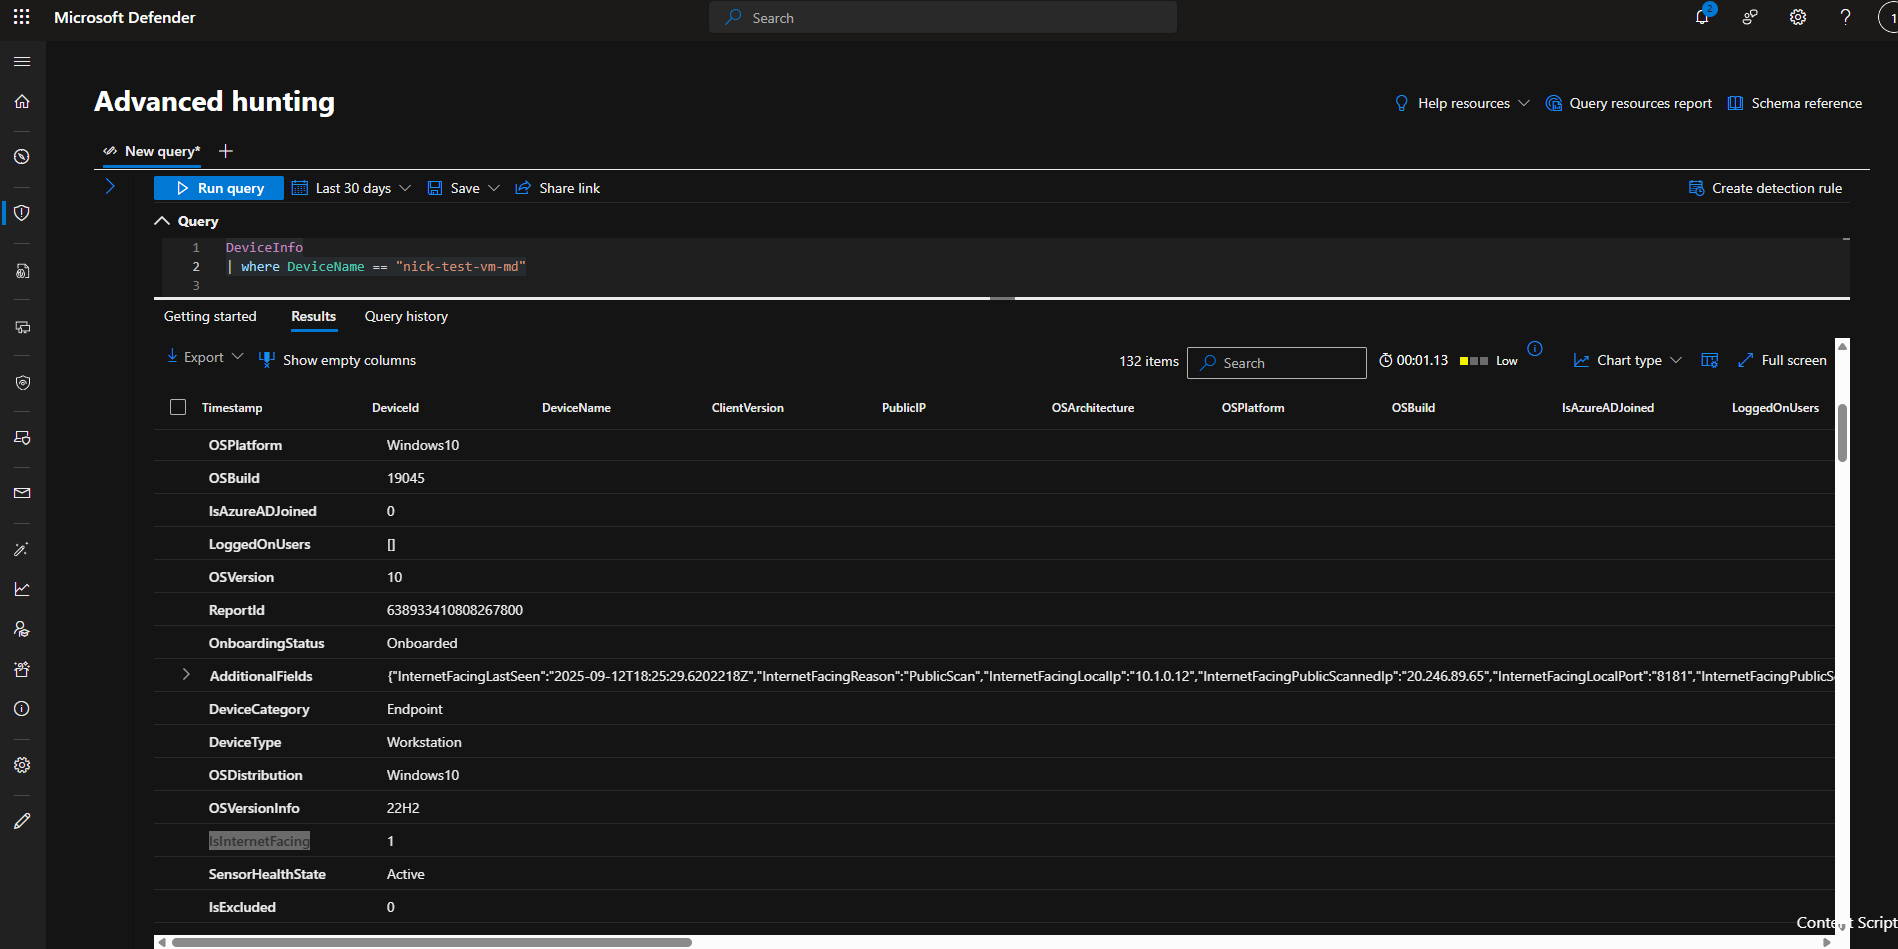 Microsoft Defender
Search
2
1
Advanced hunting
Help resources
Query resources report
Schema reference
New query*
Run query
Last 30 days
Save
Share link
Create detection rule
Query
1 DeviceInfo
2 | where DeviceName == "nick-test-vm-md"
3
Getting started
Results
Query history
Export
Show empty columns
132 items
Search
00:01.13
Low
Chart type
Full screen
Timestamp DeviceId DeviceName ClientVersion PublicIP OSArchitecture OSPlatform OSBuild IsAzureADJoined LoggedOnUsers
OSPlatform Windows10
OSBuild 19045
IsAzureADJoined 0
LoggedOnUsers []
OSVersion 10
ReportId 638933410808267800
OnboardingStatus Onboarded
AdditionalFields {"InternetFacingLastSeen":"2025-09-12T18:25:29.6202218Z","InternetFacingReason":"PublicScan","InternetFacingLocalIp":"10.1.0.12","InternetFacingPublicScannedIp":"20.246.89.65","InternetFacingLocalPort":"8181","InternetFacingPublicS
DeviceCategory Endpoint
DeviceType Workstation
OSDistribution Windows10
OSVersionInfo 22H2
IsInternetFacing 1
SensorHealthState Active
IsExcluded 0